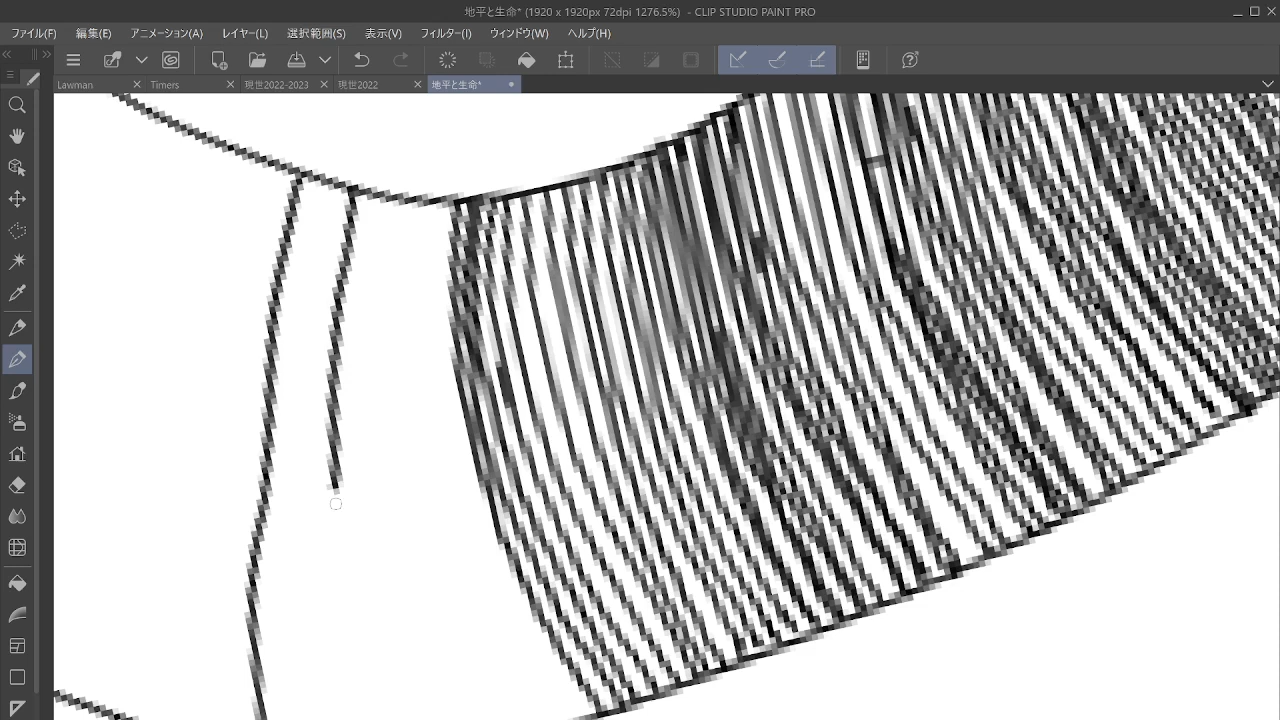 地平と生命* (1920 x 1920px 72dpi 1276.5%) - CLIP STUDIO PAINT PRO
ファイル(F) 編集(E) アニメーション(A) レイヤー(L) 選択範囲(S) 表示(V) フィルター(I) ウィンドウ(W) ヘルプ(H)
Lawman Timers 現世2022-2023 現世2022 地平と生命*